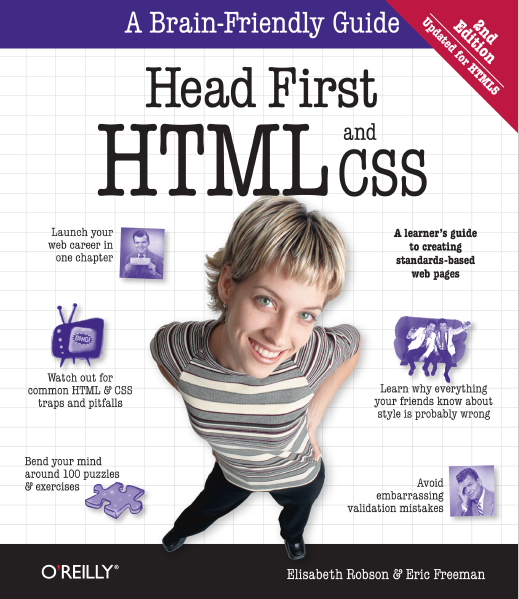 A Brain-Friendly Guide
2nd
Edition
Updated for HTML5
Head First
HTML
and
CSS
Launch your
web career in
one chapter
A learner's guide
to creating
standards-based
web pages
BING!
Watch out for
common HTML & CSS
traps and pitfalls
Learn why everything
your friends know about
style is probably wrong
Bend your mind
around 100 puzzles
& exercises
Avoid
embarrassing
validation mistakes
O'REILLY®
Elisabeth Robson & Eric Freeman